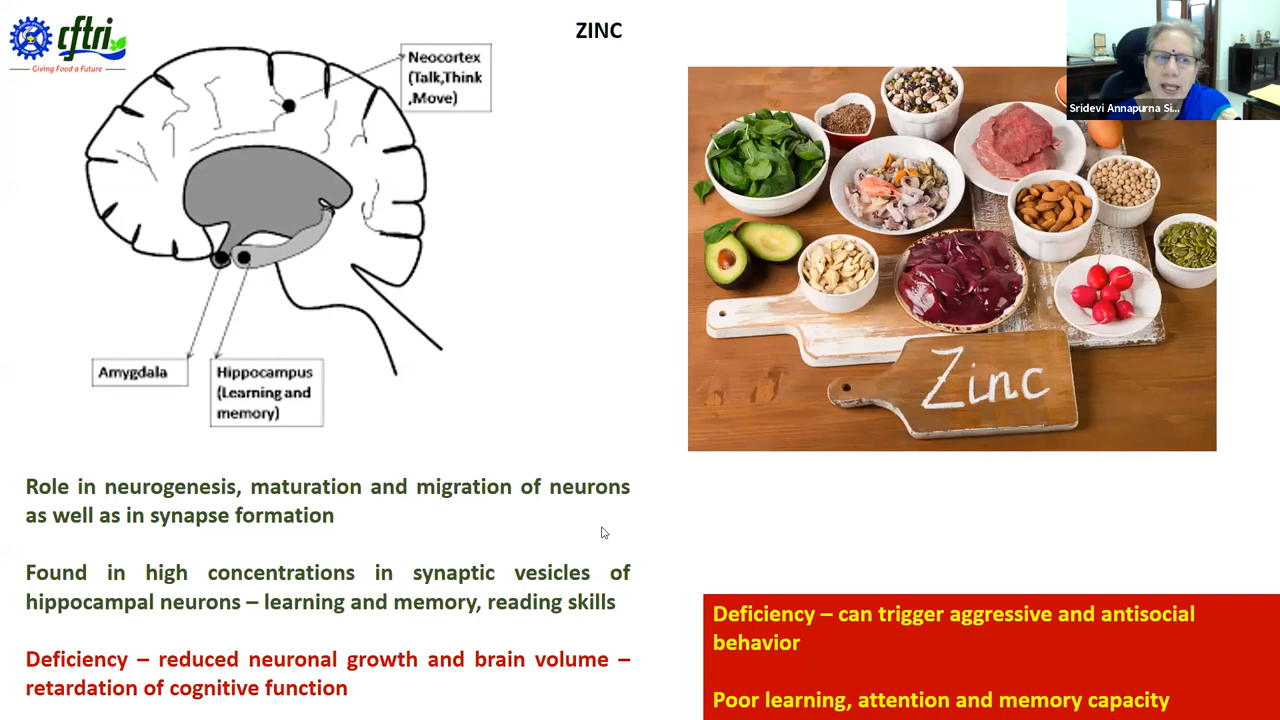 cftri
Giving Food a Future
ZINC
Neocortex
(Talk,Think
,Move)
Amygdala
Hippocampus
(Learning and
memory)
Sridevi Annapurna Si...
Zinc
Role in neurogenesis, maturation and migration of neurons
as well as in synapse formation
Found in high concentrations in synaptic vesicles of
hippocampal neurons – learning and memory, reading skills
Deficiency – reduced neuronal growth and brain volume –
retardation of cognitive function
Deficiency – can trigger aggressive and antisocial
behavior
Poor learning, attention and memory capacity